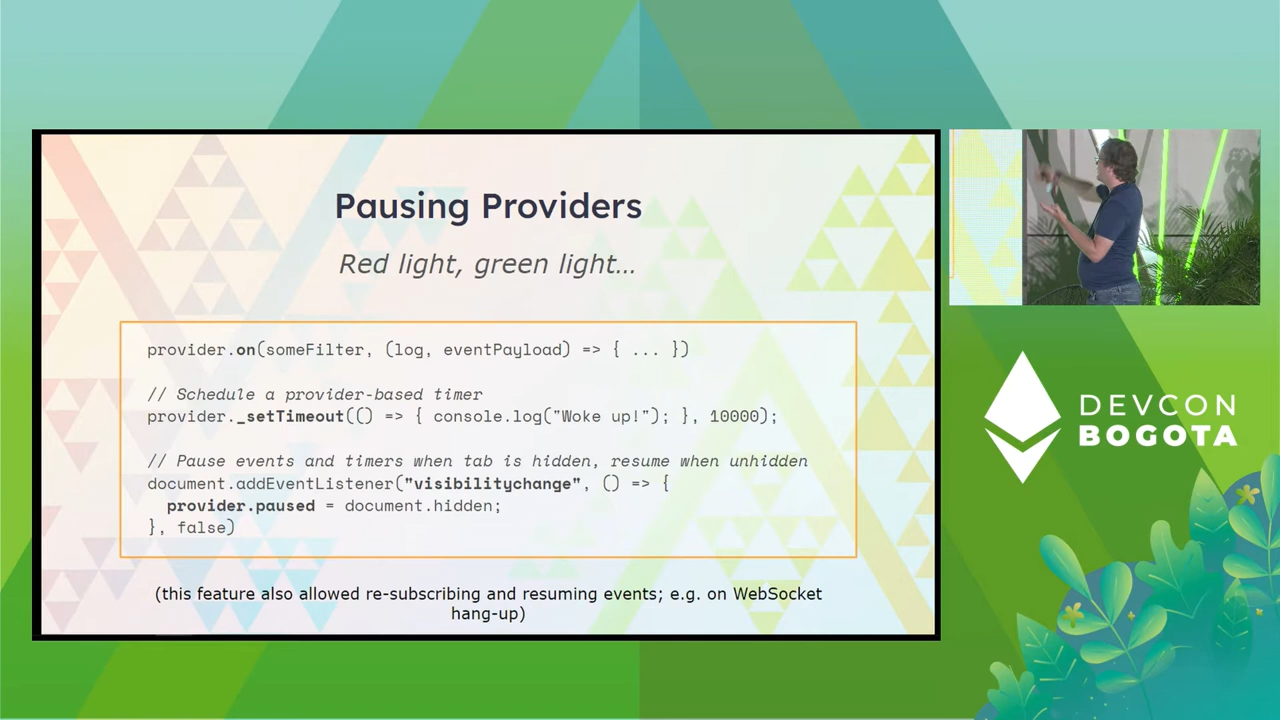 Pausing Providers
Red light, green light...
provider.on(someFilter, (log, eventPayload) => { ... })
// Schedule a provider-based timer
provider._setTimeout(() => { console.log("Woke up!"); }, 10000);
// Pause events and timers when tab is hidden, resume when unhidden
document.addEventListener("visibilitychange", () => {
provider.paused = document.hidden;
}, false)
(this feature also allowed re-subscribing and resuming events; e.g. on WebSocket
hang-up)
DEVCON
BOGOTA